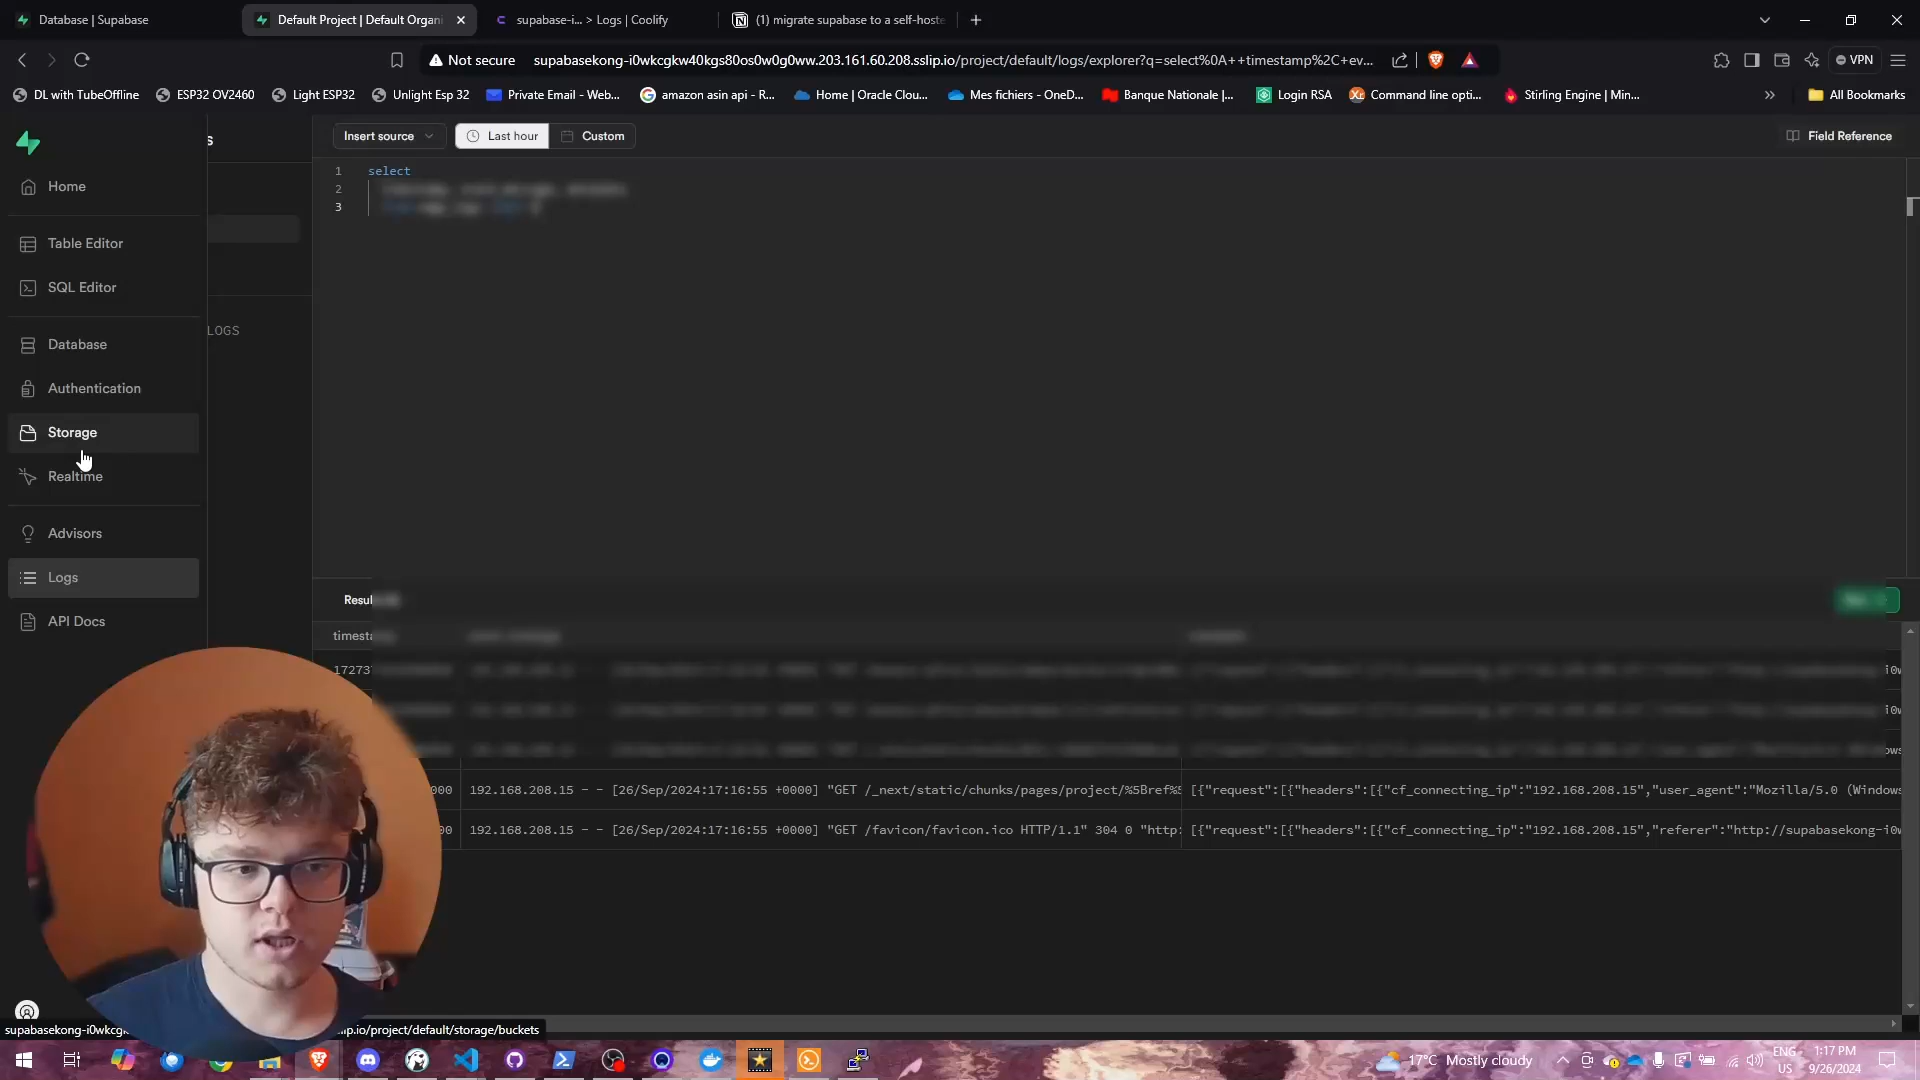 Database | Supabase
Default Project | Default Organi
supabase-i... > Logs | Coolify
(1) migrate supabase to a self-hoste
Not secure
supabasekong-i0wkcgkw40kgs80os0w0g0ww.203.161.60.208.sslip.io/project/default/logs/explorer?q=select%0A++timestamp%2C+ev...
VPN
DL with TubeOffline
ESP32 OV2460
Light ESP32
Unlight Esp 32
Private Email - Web...
amazon asin api - R...
Home | Oracle Clou...
Mes fichiers - OneD...
Banque Nationale |...
Login RSA
Command line opti...
Stirling Engine | Min...
All Bookmarks
Home
Table Editor
SQL Editor
Database
Authentication
Storage
Realtime
Advisors
Logs
API Docs
LOGS
Insert source
Last hour
Custom
Field Reference
1 select
2
3
192.168.208.15 - - [26/Sep/2024:17:16:55 +0000] "GET /_next/static/chunks/pages/project/%5Bref%5
[{"request":[{"headers":[{"cf_connecting_ip":"192.168.208.15","user_agent":"Mozilla/5.0 (Windows
192.168.208.15 - - [26/Sep/2024:17:16:55 +0000] "GET /favicon/favicon.ico HTTP/1.1" 304 0 "http:
[{"request":[{"headers":[{"cf_connecting_ip":"192.168.208.15","referer":"http://supabasekong-i0w
lip.io/project/default/storage/buckets
17°C Mostly cloudy
ENG
US
1:17 PM
9/26/2024